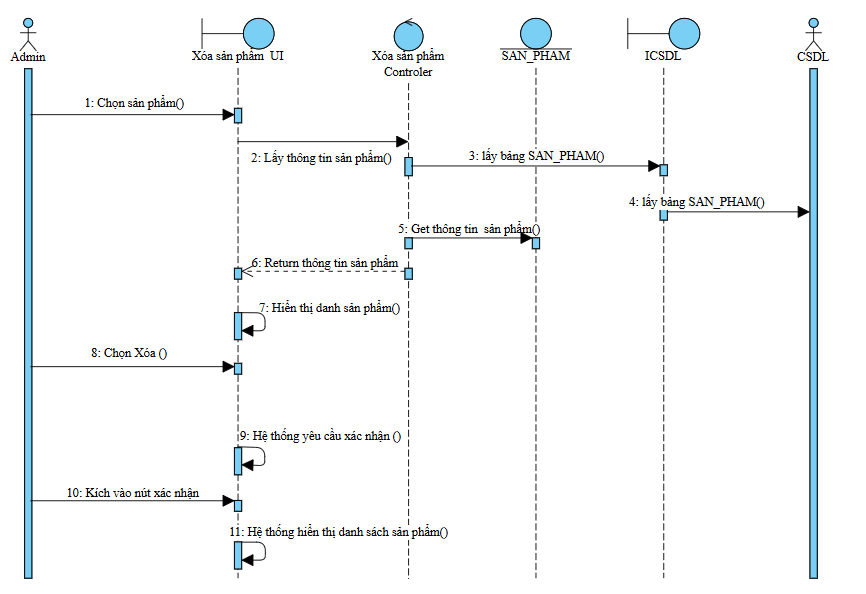 Admin
Xóa sản phẩm  UI
Xóa sản phẩm
Controler
SAN_PHAM
ICSDL
CSDL
1: Chọn sản phẩm()
2: Lấy thông tin sản phẩm()
3: lấy bảng SAN_PHAM()
4: lấy bảng SAN_PHAM()
5: Get thông tin  sản phẩm()
6: Return thông tin sản phẩm
7: Hiển thị danh sản phẩm()
8: Chọn Xóa ()
9: Hệ thống yêu cầu xác nhận ()
10: Kích vào nút xác nhận
11: Hệ thống hiển thị danh sách sản phẩm()